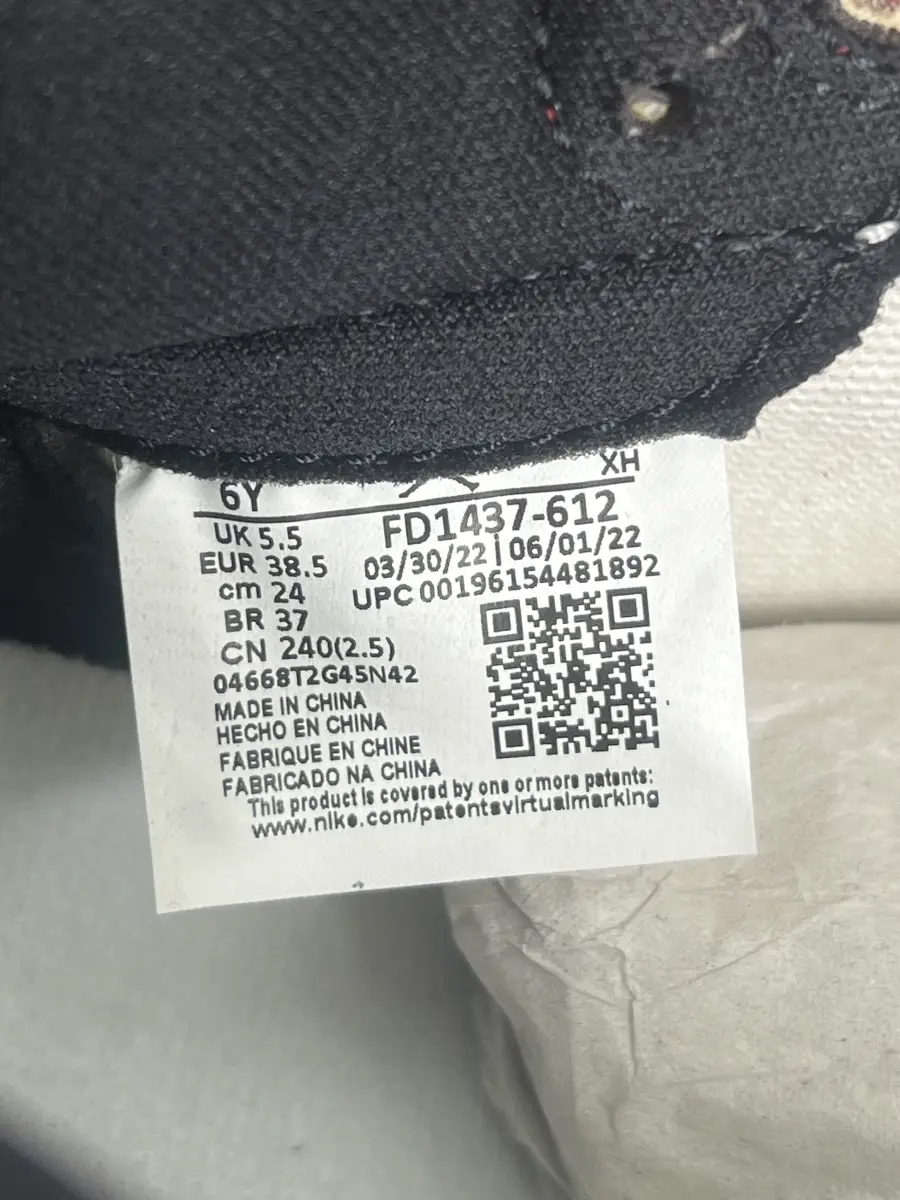 XH
6Y
UK 5.5
EUR 38.5
cm 24
BR 37
CN 240(2.5)
FD1437-612
03/30/22 | 06/01/22
UPC 00196154481892
04668T2G45N42
MADE IN CHINA
HECHO EN CHINA
FABRIQUE EN CHINE
FABRICADO NA CHINA
This product is covered by one or more patents:
www.nike.com/patentsvirtualmarking